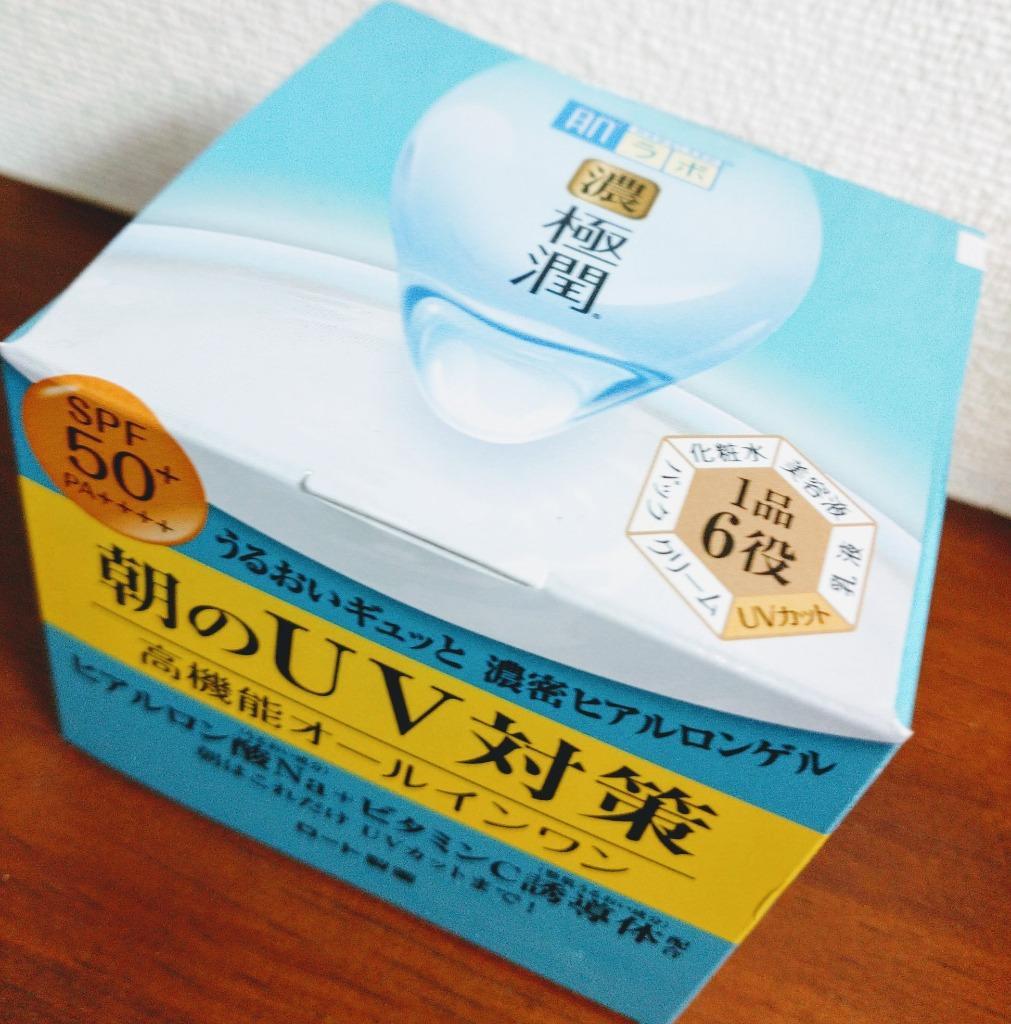 肌ラボ
濃
極
潤
化粧水
美容液
乳液
UVカット
クリーム
パック
1品
6役
SPF
50+
PA++++
うるおいギュッと 濃密ヒアルロンゲル
朝のUV対策
高機能オールインワン
ヒアルロン酸Na+ビタミンC誘導体配合
朝はこれだけ UVカットまで!
ロート製薬